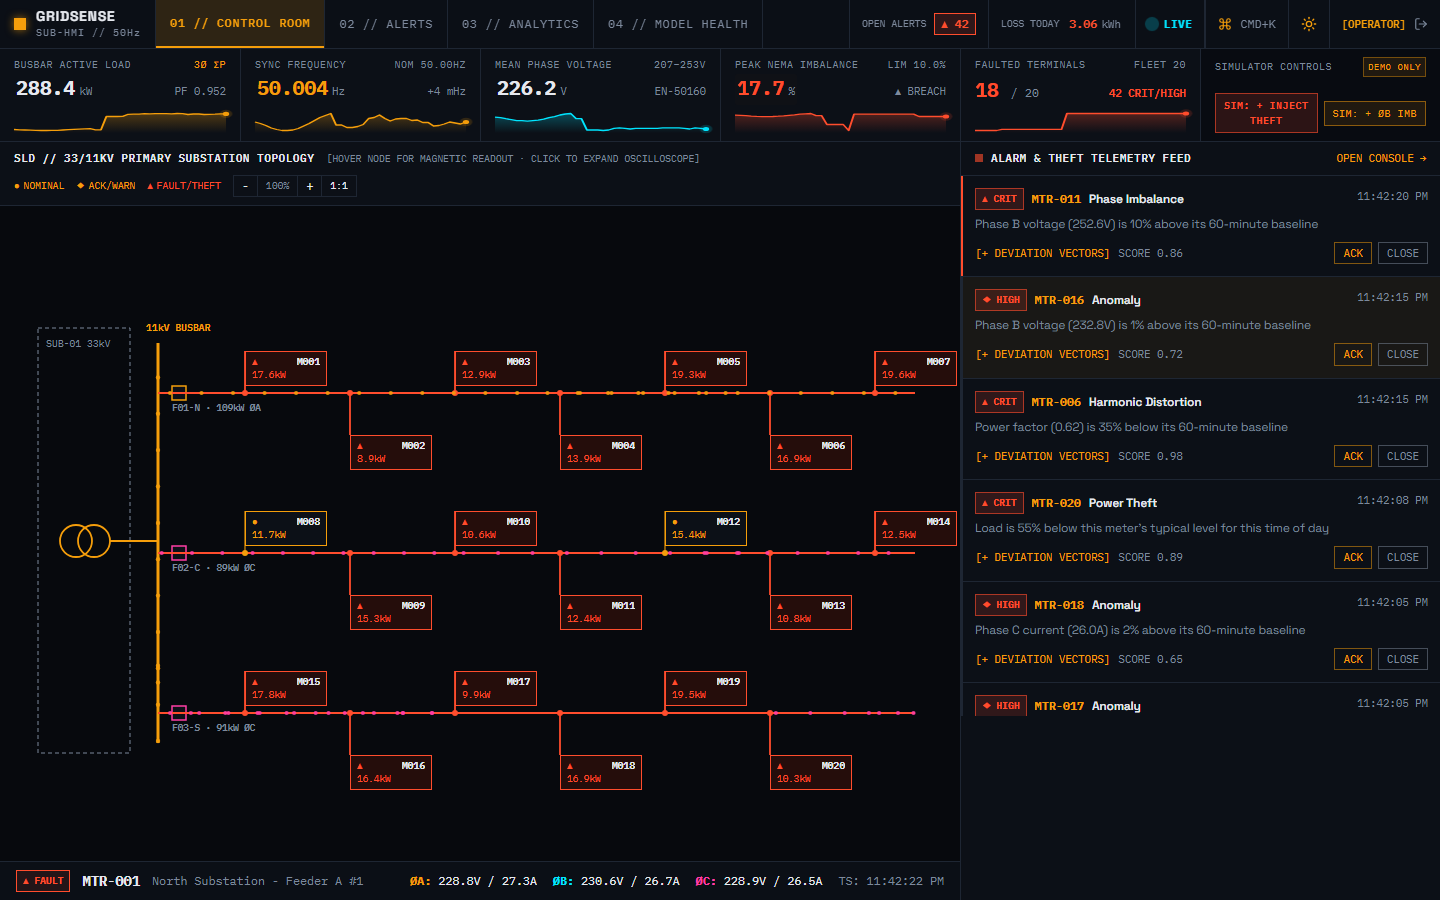 GRIDSENSE
SUB-HMI // 50Hz
01 // CONTROL ROOM
02 // ALERTS
03 // ANALYTICS
04 // MODEL HEALTH
OPEN ALERTS ▲ 42
LOSS TODAY 3.06 kWh
LIVE
⌘ CMD+K
[OPERATOR]
BUSBAR ACTIVE LOAD 3Ø ΣP
288.4 kW PF 0.952
SYNC FREQUENCY NOM 50.00HZ
50.004 Hz +4 mHz
MEAN PHASE VOLTAGE 207–253V
226.2 V EN-50160
PEAK NEMA IMBALANCE LIM 10.0%
17.7 % ▲ BREACH
FAULTED TERMINALS FLEET 20
18 / 20 42 CRIT/HIGH
SIMULATOR CONTROLS DEMO ONLY
SIM: + INJECT THEFT
SIM: + ØB IMB
SLD // 33/11KV PRIMARY SUBSTATION TOPOLOGY [HOVER NODE FOR MAGNETIC READOUT · CLICK TO EXPAND OSCILLOSCOPE]
● NOMINAL ◆ ACK/WARN ▲ FAULT/THEFT - 100% + 1:1
11kV BUSBAR
SUB-01 33kV
▲ M001
17.6kW
▲ M003
12.9kW
▲ M005
19.3kW
▲ M007
19.6kW
F01-N · 109kW ØA
▲ M002
8.9kW
▲ M004
13.9kW
▲ M006
16.9kW
● M008
11.7kW
▲ M010
10.6kW
● M012
15.4kW
▲ M014
12.5kW
F02-C · 89kW ØC
▲ M009
15.3kW
▲ M011
12.4kW
▲ M013
10.8kW
▲ M015
17.8kW
▲ M017
9.9kW
▲ M019
19.5kW
F03-S · 91kW ØC
▲ M016
16.4kW
▲ M018
16.9kW
▲ M020
10.3kW
▲ FAULT MTR-001 North Substation - Feeder A #1 ØA: 228.8V / 27.3A ØB: 230.6V / 26.7A ØC: 228.9V / 26.5A TS: 11:42:22 PM
ALARM & THEFT TELEMETRY FEED OPEN CONSOLE →
▲ CRIT MTR-011 Phase Imbalance 11:42:20 PM
Phase B voltage (252.6V) is 10% above its 60-minute baseline
[+ DEVIATION VECTORS] SCORE 0.86 ACK CLOSE
◆ HIGH MTR-016 Anomaly 11:42:15 PM
Phase B voltage (232.8V) is 1% above its 60-minute baseline
[+ DEVIATION VECTORS] SCORE 0.72 ACK CLOSE
▲ CRIT MTR-006 Harmonic Distortion 11:42:15 PM
Power factor (0.62) is 35% below its 60-minute baseline
[+ DEVIATION VECTORS] SCORE 0.98 ACK CLOSE
▲ CRIT MTR-020 Power Theft 11:42:08 PM
Load is 55% below this meter's typical level for this time of day
[+ DEVIATION VECTORS] SCORE 0.89 ACK CLOSE
◆ HIGH MTR-018 Anomaly 11:42:05 PM
Phase C current (26.0A) is 2% above its 60-minute baseline
[+ DEVIATION VECTORS] SCORE 0.65 ACK CLOSE
◆ HIGH MTR-017 Anomaly 11:42:05 PM